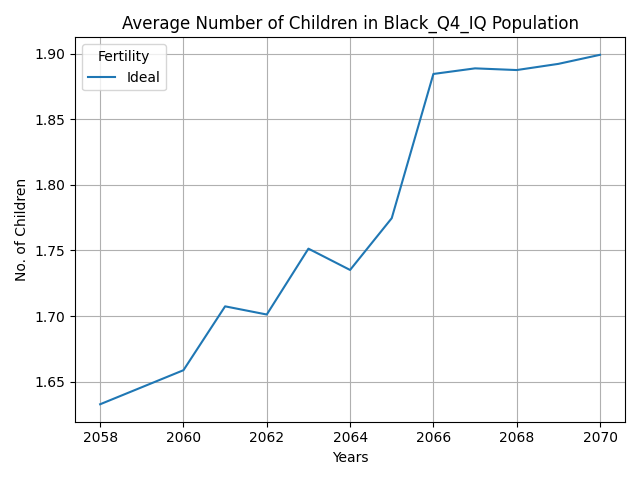 Average Number of Children in Black_Q4_IQ Population
Fertility
Ideal
No. of Children
1.90
1.85
1.80
1.75
1.70
1.65
2058 2060 2062 2064 2066 2068 2070
Years